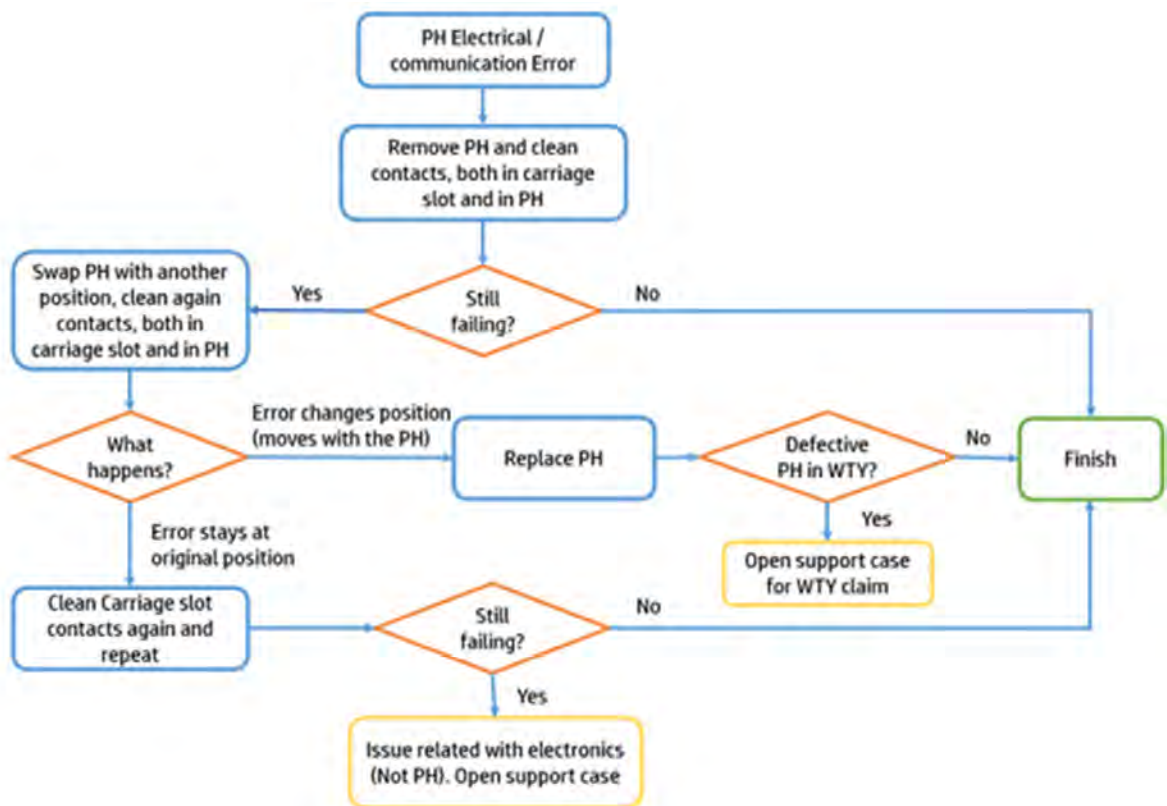 PH Electrical /
communication Error
Remove PH and clean
contacts, both in carriage
slot and in PH
Swap PH with another
position, clean again
contacts, both in
carriage slot and in PH
Yes
Still
failing?
No
What
happens?
Error changes position
(moves with the PH)
Replace PH
Defective
PH in WTY?
No
Finish
Yes
Open support case
for WTY claim
Error stays at
original position
Clean Carriage slot
contacts again and
repeat
Still
failing?
No
Yes
Issue related with electronics
(Not PH). Open support case